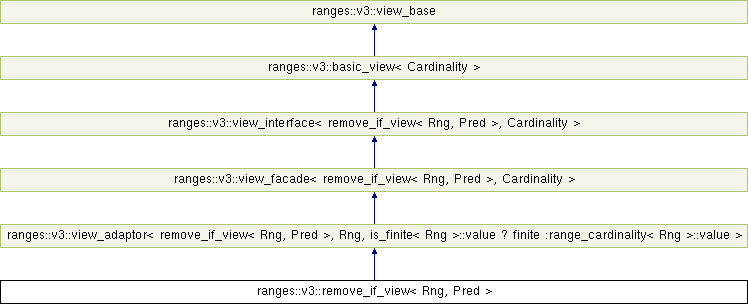 ranges::v3::view_base
ranges::v3::basic_view< Cardinality >
ranges::v3::view_interface< remove_if_view< Rng, Pred >, Cardinality >
ranges::v3::view_facade< remove_if_view< Rng, Pred >, Cardinality >
ranges::v3::view_adaptor< remove_if_view< Rng, Pred >, Rng, is_finite< Rng >::value ? finite :range_cardinality< Rng >::value >
ranges::v3::remove_if_view< Rng, Pred >